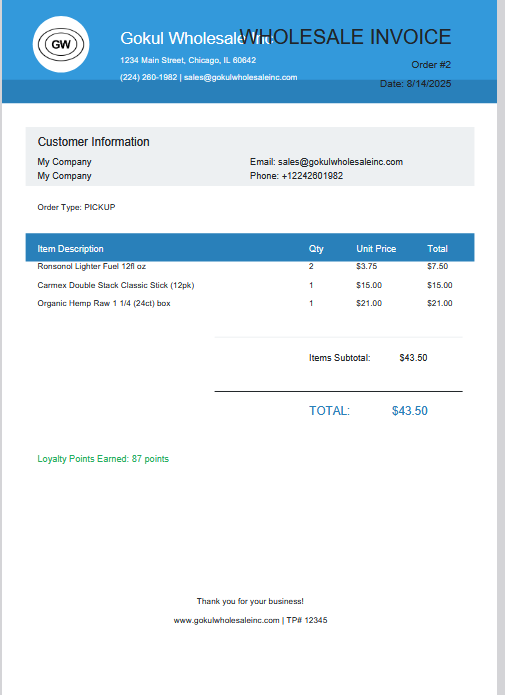 GW
Gokul Wholesale Inc
WHOLESALE INVOICE
1234 Main Street, Chicago, IL 60642
Order #2
(224) 260-1982 | sales@gokulwholesaleinc.com
Date: 8/14/2025
Customer Information
My Company Email: sales@gokulwholesaleinc.com
My Company Phone: +12242601982
Order Type: PICKUP
Item Description Qty Unit Price Total
Ronsonol Lighter Fuel 12fl oz 2 $3.75 $7.50
Carmex Double Stack Classic Stick (12pk) 1 $15.00 $15.00
Organic Hemp Raw 1 1/4 (24ct) box 1 $21.00 $21.00
Items Subtotal: $43.50
TOTAL: $43.50
Loyalty Points Earned: 87 points
Thank you for your business!
www.gokulwholesaleinc.com | TP# 12345